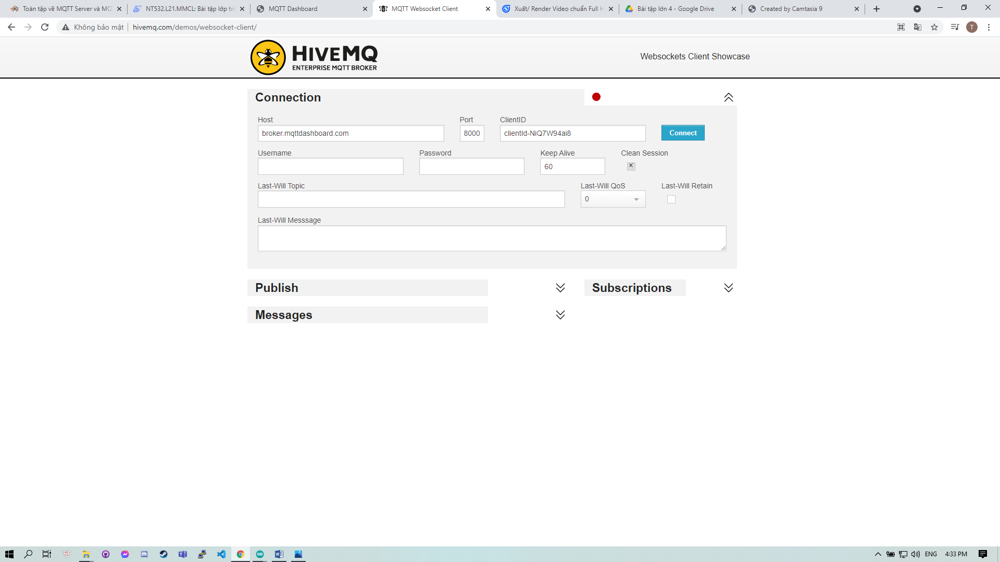 Toàn tập về MQTT Server và MQ
NT532.L21.MMCL: Bài tập lớp trê
MQTT Dashboard
MQTT Websocket Client
Xuất/ Render Video chuẩn Full H
Bài tập lớn 4 - Google Drive
Created by Camtasia 9
Không bảo mật
hivemq.com/demos/websocket-client/
T
HIVEMQ
ENTERPRISE MQTT BROKER
Websockets Client Showcase
Connection
Host
Port
ClientID
broker.mqttdashboard.com
8000
clientId-NiQ7W94ai8
Connect
Username
Password
Keep Alive
Clean Session
60
Last-Will Topic
Last-Will QoS
Last-Will Retain
0
Last-Will Messsage
Publish
Subscriptions
Messages
ENG
4:33 PM